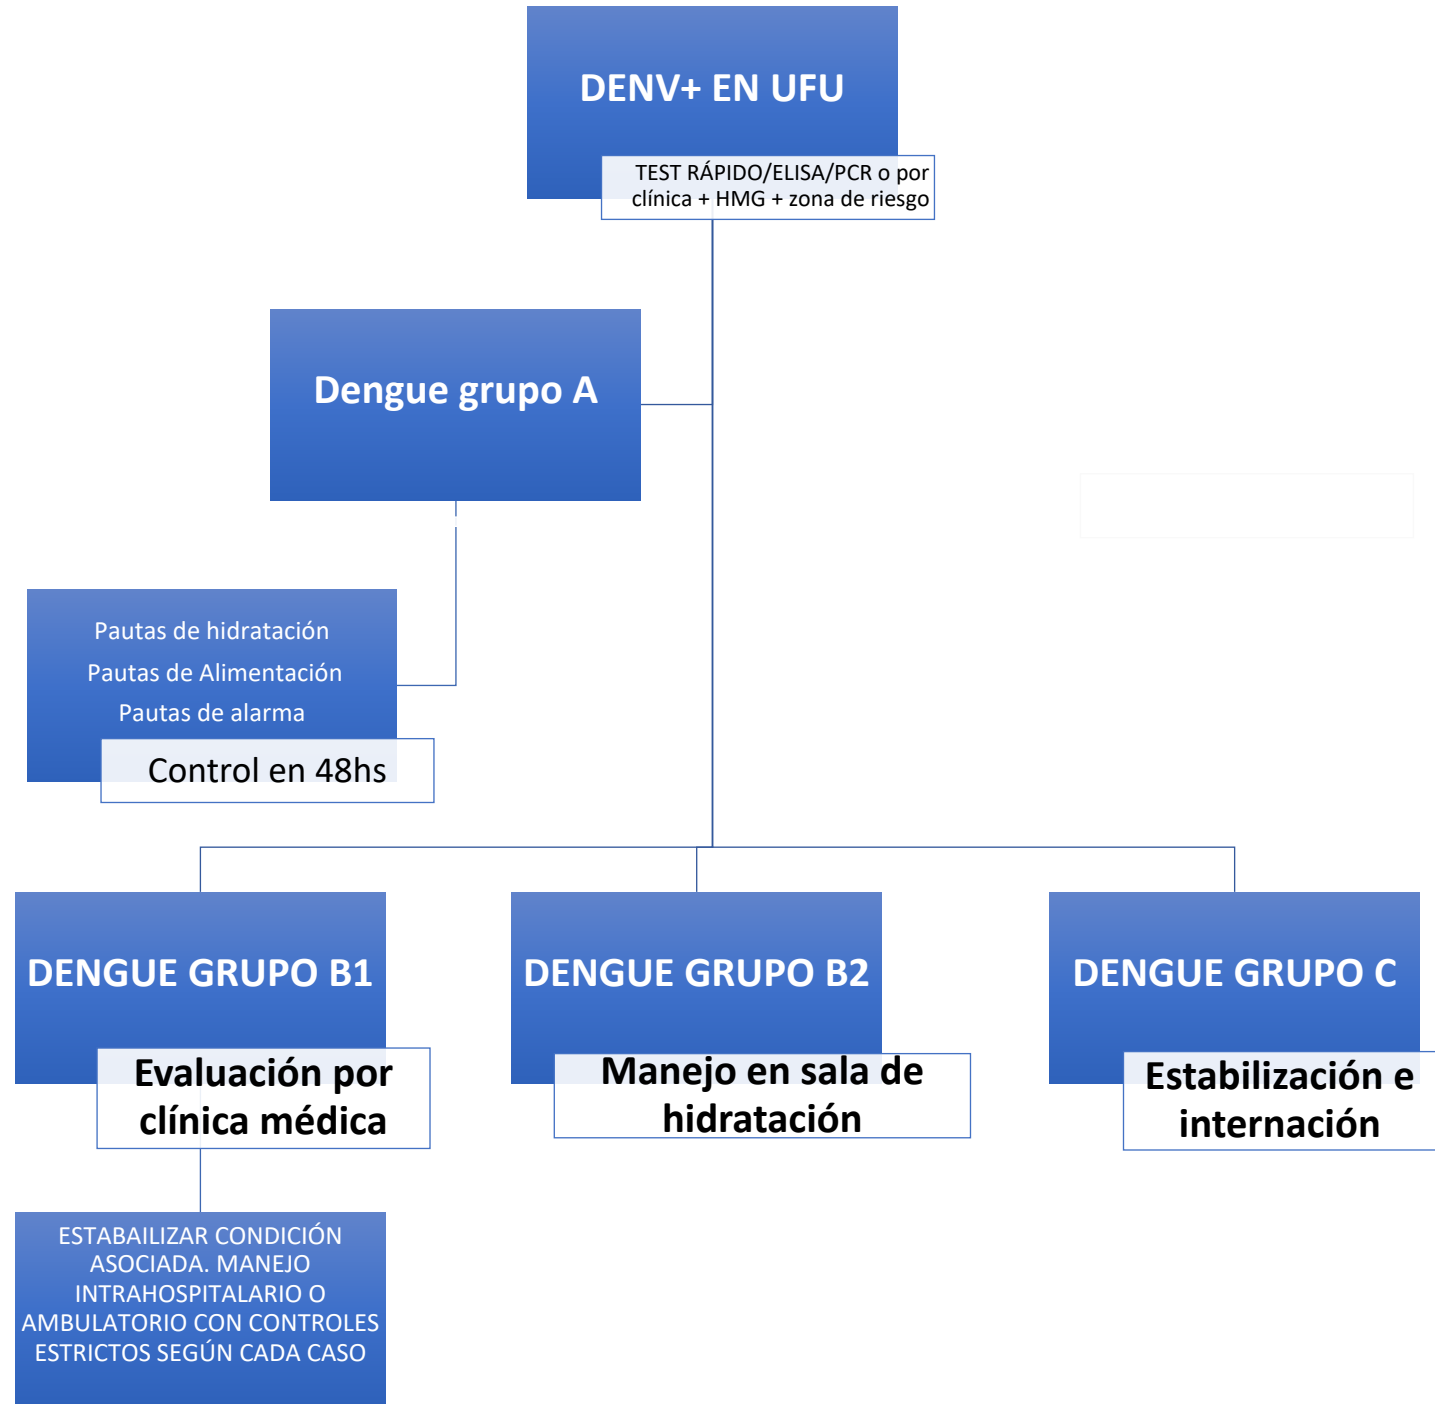 DENV+ EN UFU
TEST RÁPIDO/ELISA/PCR o por
clínica + HMG + zona de riesgo
Dengue grupo A
Pautas de hidratación
Pautas de Alimentación
Pautas de alarma
Control en 48hs
DENGUE GRUPO B1
Evaluación por
clínica médica
DENGUE GRUPO B2
Manejo en sala de
hidratación
DENGUE GRUPO C
Estabilización e
internación
ESTABAILIZAR CONDICIÓN
ASOCIADA. MANEJO
INTRAHOSPITALARIO O
AMBULATORIO CON CONTROLES
ESTRICTOS SEGÚN CADA CASO